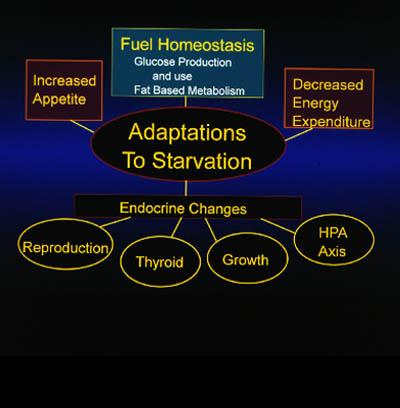 Fuel Homeostasis
Glucose Production
and use
Fat Based Metabolism
Increased
Appetite
Decreased
Energy
Expenditure
Adaptations
To Starvation
Endocrine Changes
Reproduction
Thyroid
Growth
HPA
Axis